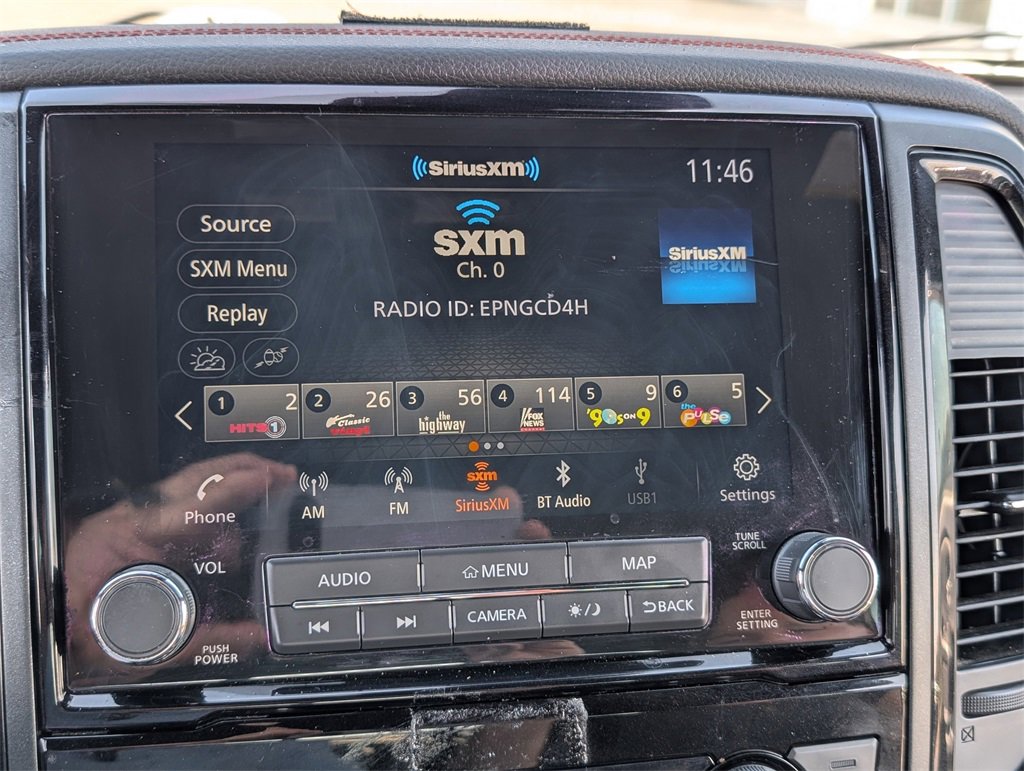 SiriusXM
11:46
Source
SXM Menu
Replay
sxm
Ch. 0
RADIO ID: EPNGCD4H
SiriusXM
1 2 HITS 1
2 26 Classic
3 56 the highway
4 114 FOX NEWS channel
5 9 '90s ON 9
6 5 the PULSE
Phone
AM
FM
sxm
SiriusXM
BT Audio
USB1
Settings
VOL
PUSH
POWER
AUDIO
MENU
MAP
CAMERA
BACK
TUNE
SCROLL
ENTER
SETTING